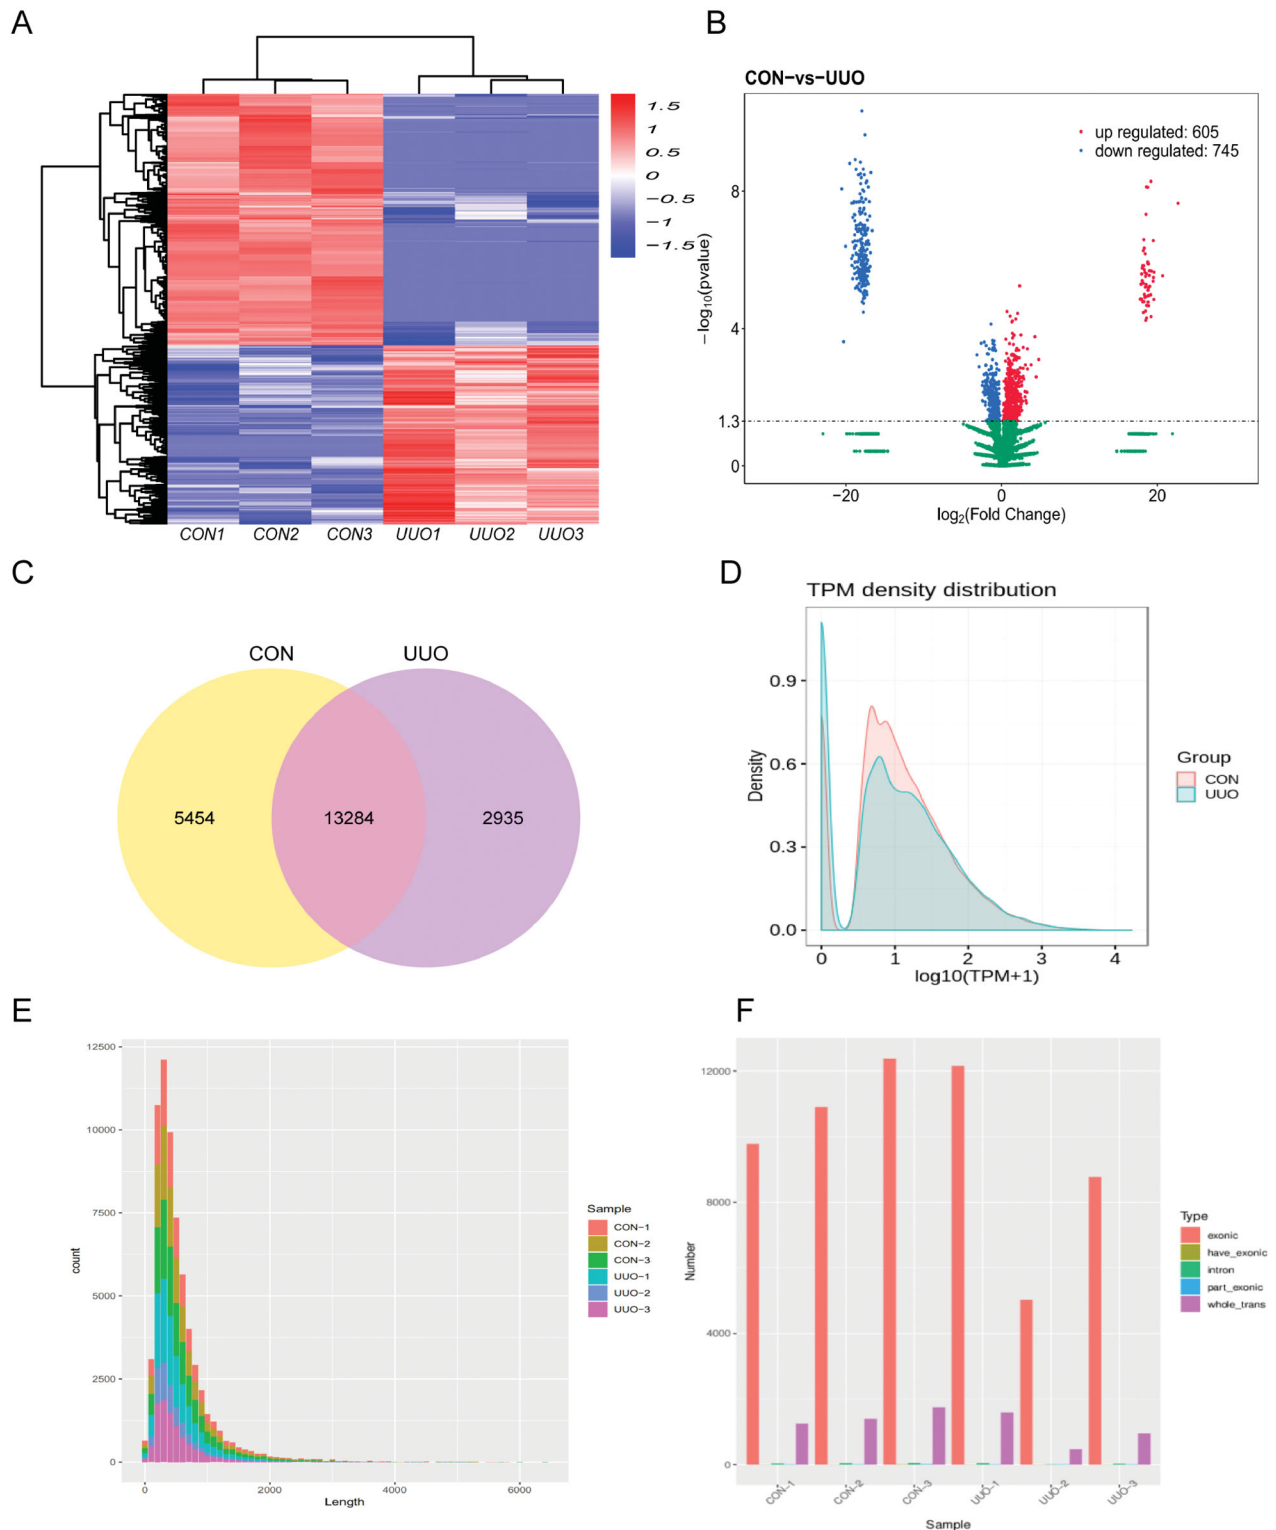 A
1.5
1
0.5
0
−0.5
−1
−1.5
CON1 CON2 CON3 UUO1 UUO2 UUO3
B
CON−vs−UUO
up regulated: 605
down regulated: 745
8
4
1.3
0
−log10(pvalue)
−20 0 20
log2(Fold Change)
C
CON UUO
5454 13284 2935
D
TPM density distribution
0.9
0.6
0.3
0.0
Density
0 1 2 3 4
log10(TPM+1)
Group
CON
UUO
E
12500
10000
7500
5000
2500
0
count
0 2000 4000 6000
Length
Sample
CON−1
CON−2
CON−3
UUO−1
UUO−2
UUO−3
F
12000
8000
4000
0
Number
CON−1 CON−2 CON−3 UUO−1 UUO−2 UUO−3
Sample
Type
exonic
have_exonic
intron
part_exonic
whole_trans